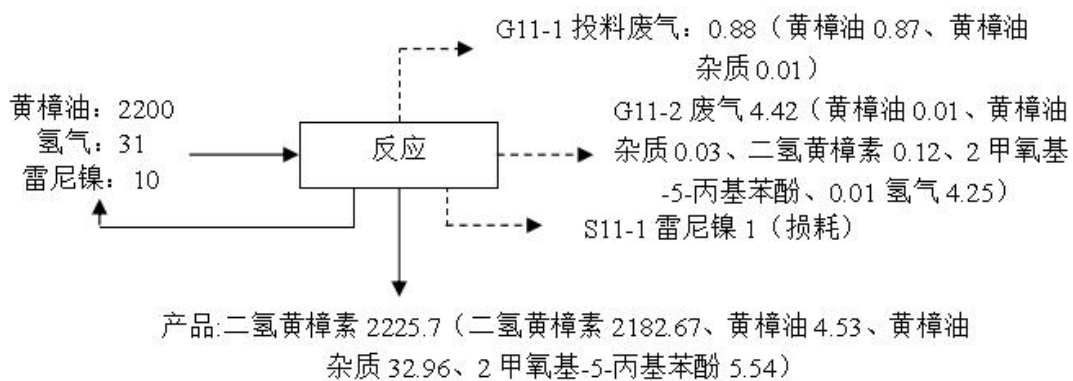 G11-1 投料废气：0.88（黄樟油 0.87、黄樟油
杂质 0.01）
黄樟油：2200
氢气：31
雷尼镍：10
反应
G11-2 废气 4.42（黄樟油 0.01、黄樟油
杂质 0.03、二氢黄樟素 0.12、2 甲氧基
-5-丙基苯酚、0.01 氢气 4.25）
S11-1 雷尼镍 1（损耗）
产品:二氢黄樟素 2225.7（二氢黄樟素 2182.67、黄樟油 4.53、黄樟油
杂质 32.96、2 甲氧基-5-丙基苯酚 5.54）